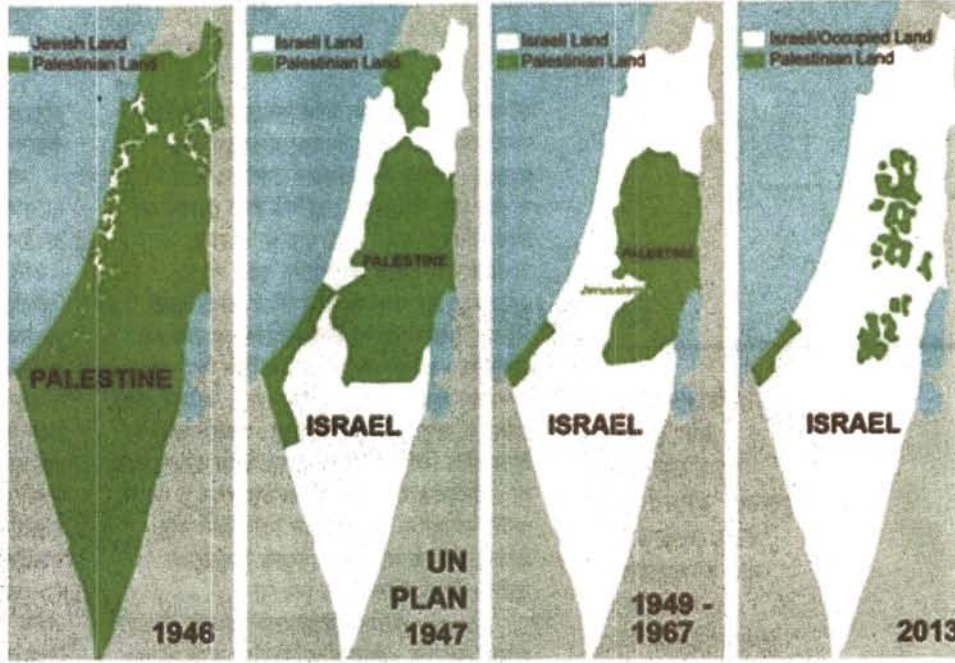 Jewish Land
Palestinian Land
PALESTINE
1946
Israeli Land
Palestinian Land
PALESTINE
ISRAEL
UN
PLAN
1947
Israeli Land
Palestinian Land
PALESTINE
Jerusalem
ISRAEL
1949 -
1967
Israeli/Occupied Land
Palestinian Land
ISRAEL
2013